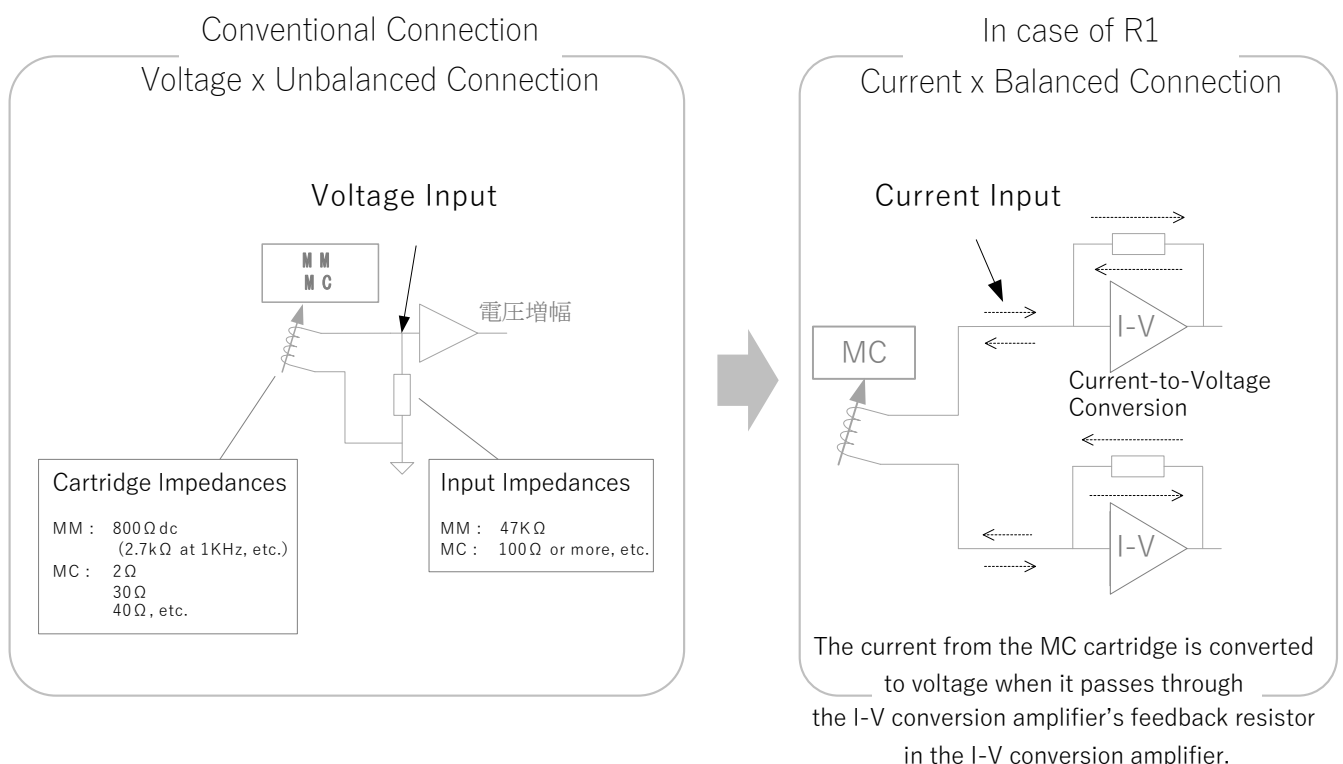 Conventional Connection
Voltage x Unbalanced Connection
Voltage Input
M M
M C
電圧増幅
Cartridge Impedances
MM : 800Ω dc
(2.7kΩ at 1KHz, etc.)
MC : 2Ω
30Ω
40Ω, etc.
Input Impedances
MM : 47KΩ
MC : 100Ω or more, etc.
In case of R1
Current x Balanced Connection
Current Input
I-V
MC
Current-to-Voltage
Conversion
I-V
The current from the MC cartridge is converted
to voltage when it passes through
the I-V conversion amplifier’s feedback resistor
in the I-V conversion amplifier.